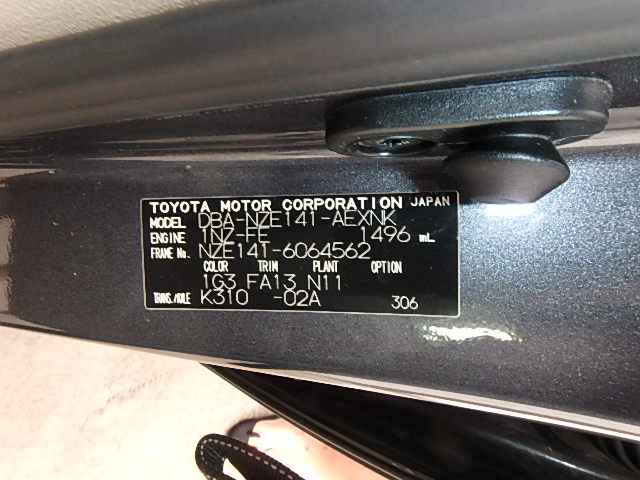 TOYOTA MOTOR CORPORATION JAPAN
MODEL DBA-NZE141-AEXNK
ENGINE 1NZ-FE 1496 mL
FRAME No. NZE141-6064562
COLOR TRIM PLANT OPTION
1G3 FA13 N11
TRANS./AXLE K310 -02A 306